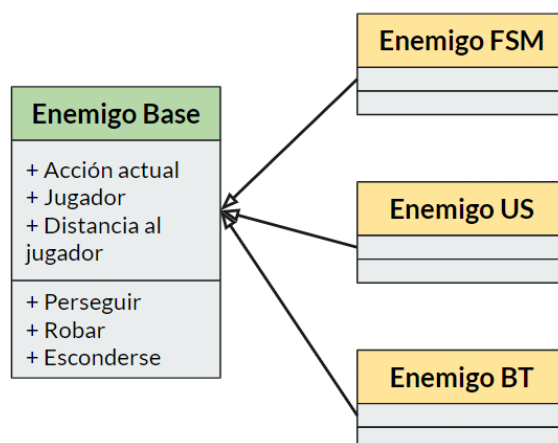 Enemigo Base
+ Acción actual
+ Jugador
+ Distancia al
jugador
+ Perseguir
+ Robar
+ Esconderse
Enemigo FSM
Enemigo US
Enemigo BT